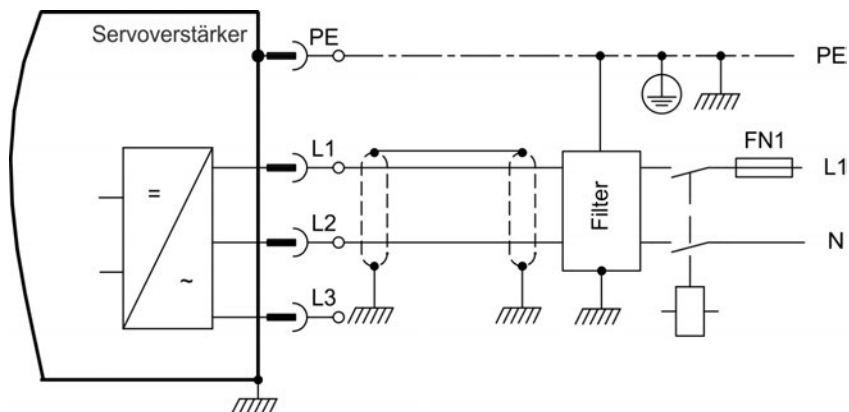 Servoverstärker
PE
PE
FN1
L1
L1
=
L2
Filter
N
~
L3